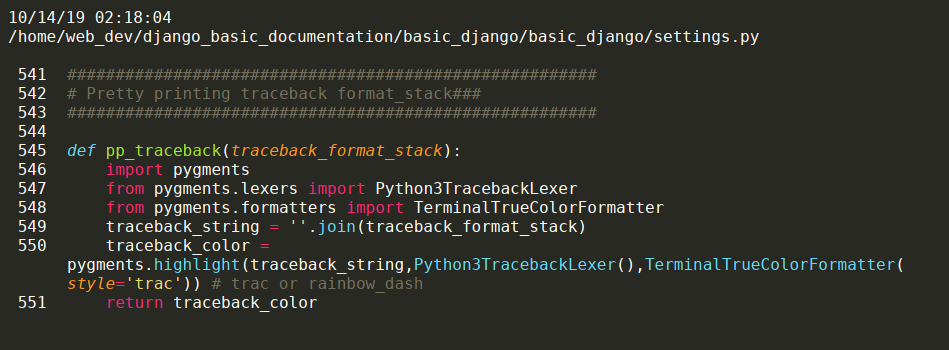 10/14/19 02:18:04
/home/web_dev/django_basic_documentation/basic_django/basic_django/settings.py
541 #######################################################
542 # Pretty printing traceback format_stack###
543 #######################################################
544
545 def pp_traceback(traceback_format_stack):
546     import pygments
547     from pygments.lexers import Python3TracebackLexer
548     from pygments.formatters import TerminalTrueColorFormatter
549     traceback_string = ''.join(traceback_format_stack)
550     traceback_color =
pygments.highlight(traceback_string,Python3TracebackLexer(),TerminalTrueColorFormatter(
style='trac')) # trac or rainbow_dash
551     return traceback_color